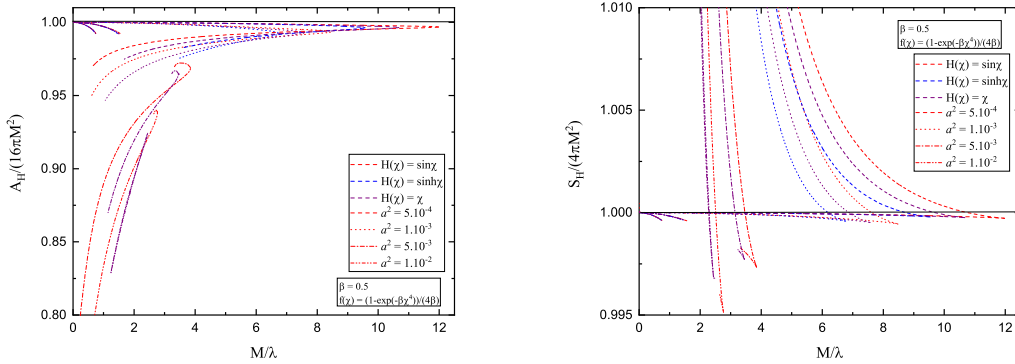 1.00
0.95
0.90
0.85
0.80
A_H/(16πM²)
0 2 4 6 8 10 12
M/λ
H(χ) = sinχ
H(χ) = sinhχ
H(χ) = χ
a² = 5.10⁻⁴
a² = 1.10⁻³
a² = 5.10⁻³
a² = 1.10⁻²
β = 0.5
f(χ) = (1-exp(-βχ⁴))/(4β)
1.010
1.005
1.000
0.995
S_H/(4πM²)
0 2 4 6 8 10 12
M/λ
β = 0.5
f(χ) = (1-exp(-βχ⁴))/(4β)
H(χ) = sinχ
H(χ) = sinhχ
H(χ) = χ
a² = 5.10⁻⁴
a² = 1.10⁻³
a² = 5.10⁻³
a² = 1.10⁻²